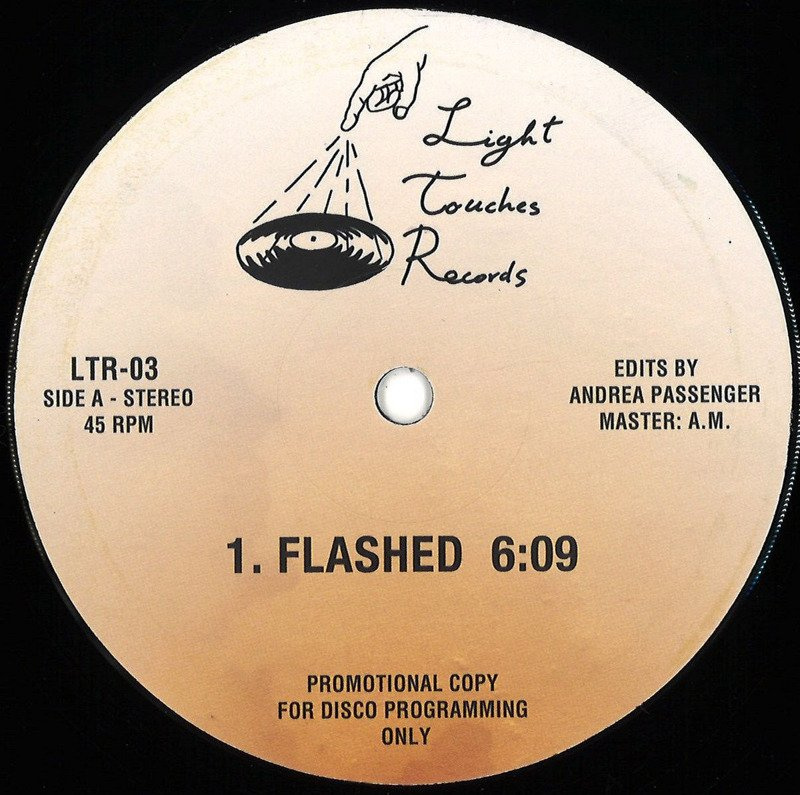 Light
Touches
Records
LTR-03
SIDE A - STEREO
45 RPM
EDITS BY
ANDREA PASSENGER
MASTER: A.M.
1. FLASHED 6:09
PROMOTIONAL COPY
FOR DISCO PROGRAMMING
ONLY